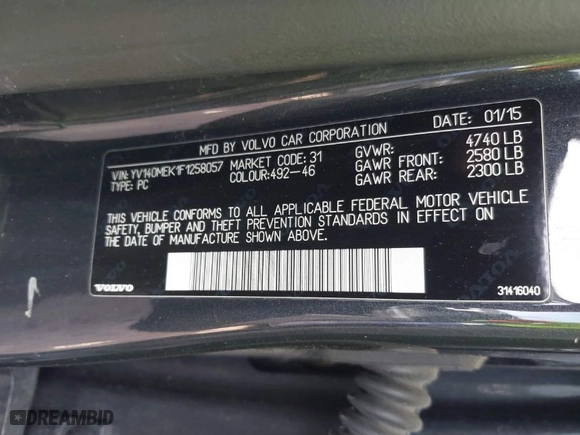 MFD BY VOLVO CAR CORPORATION DATE: 01/15
VIN: YV140MEK1F1258057 MARKET CODE: 31 GVWR: 4740 LB
TYPE: PC COLOUR:492-46 GAWR FRONT: 2580 LB
GAWR REAR: 2300 LB
THIS VEHICLE CONFORMS TO ALL APPLICABLE FEDERAL MOTOR VEHICLE
SAFETY, BUMPER AND THEFT PREVENTION STANDARDS IN EFFECT ON
THE DATE OF MANUFACTURE SHOWN ABOVE.
VOLVO 31416040
DREAMBID